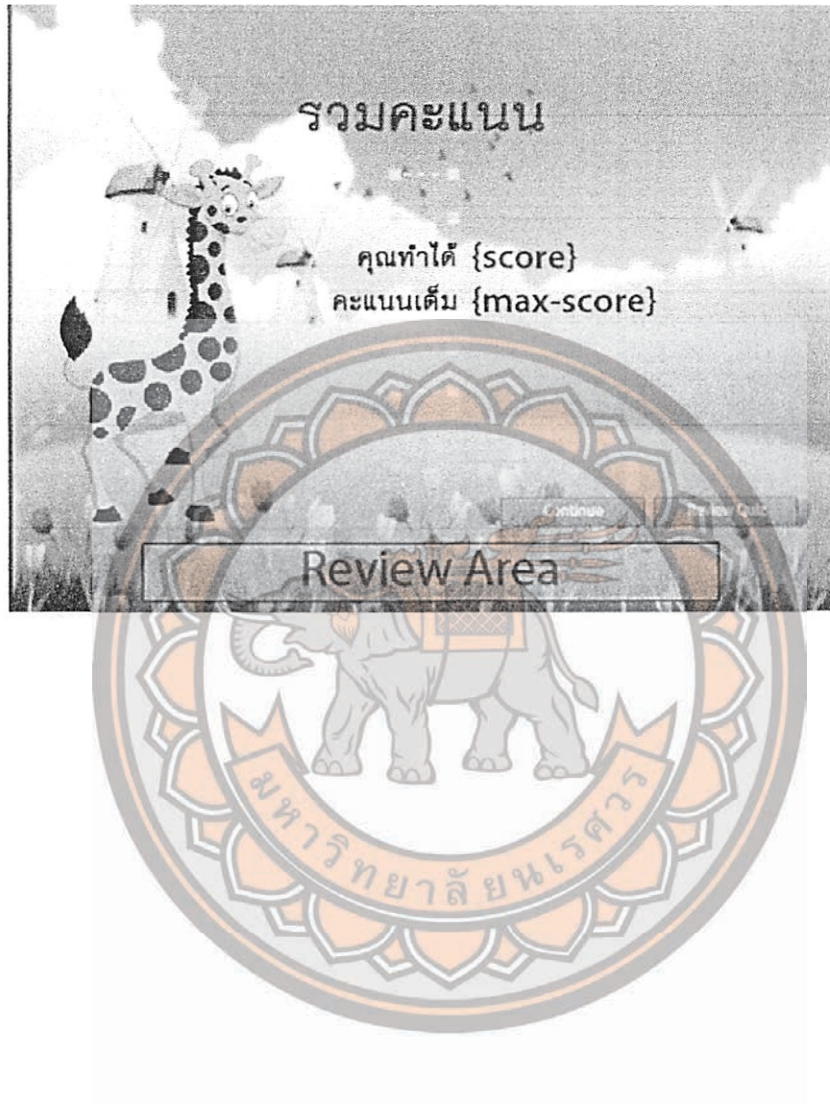 รวมคะแนน
คุณทำได้ {score}
คะแนนเต็ม {max-score}
Continue
Review Quiz
Review Area
มหาวิทยาลัยนเรศวร